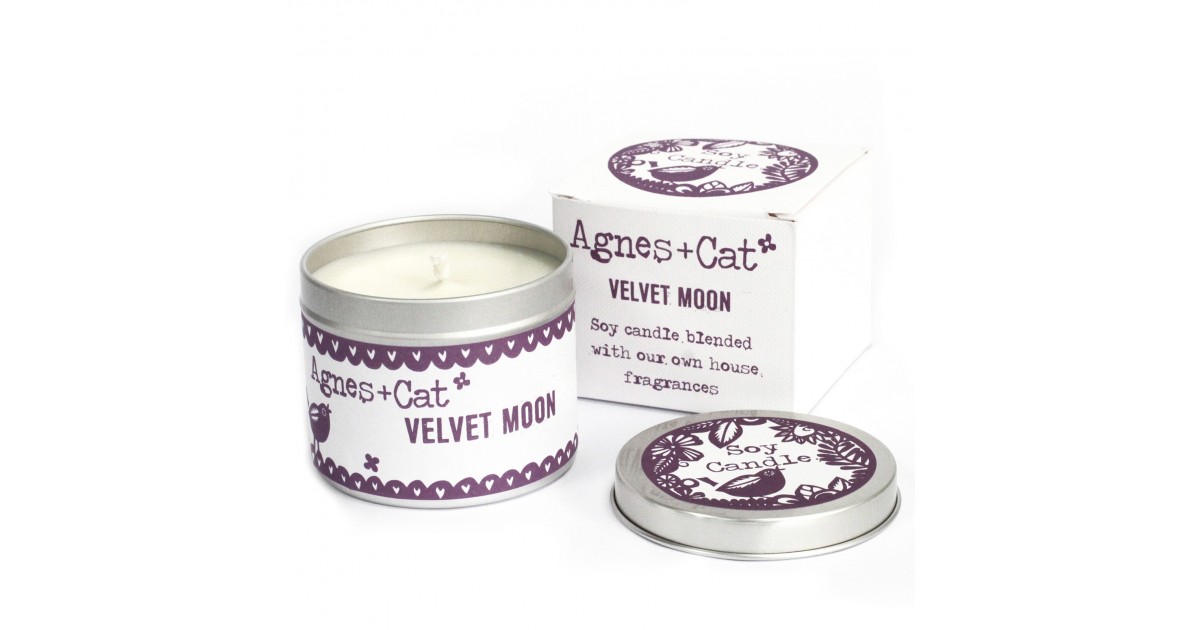 Soy
Candle
Agnes+Cat
VELVET MOON
Soy candle blended
with our own house
fragrances
Agnes+Cat
VELVET MOON
Soy
Candle